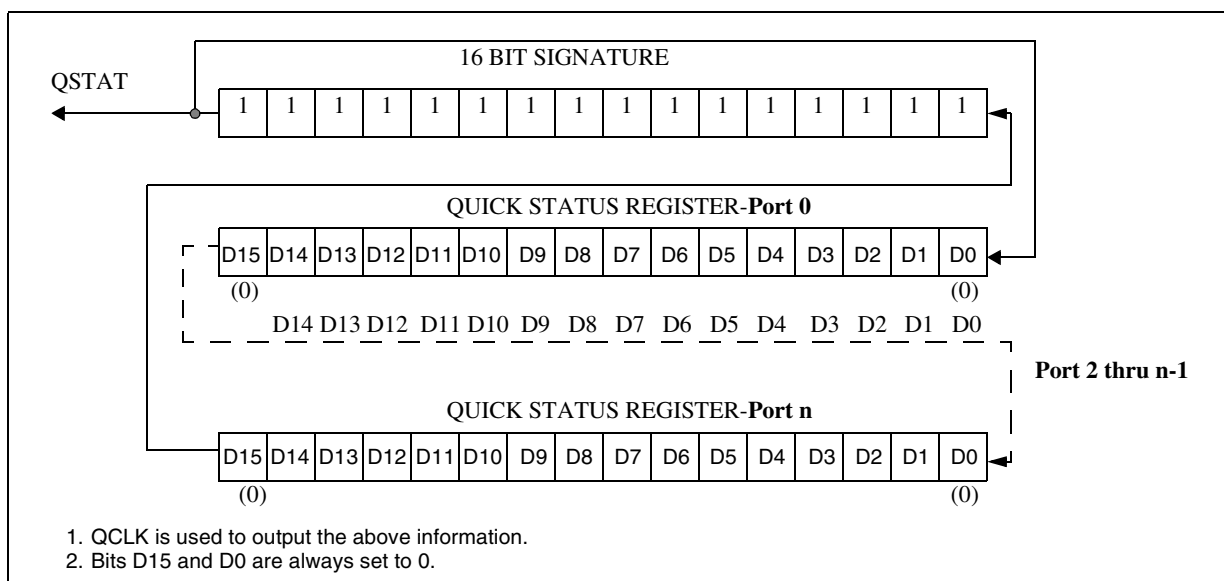 16 BIT SIGNATURE
QSTAT
1 1 1 1 1 1 1 1 1 1 1 1 1 1 1 1
QUICK STATUS REGISTER-Port 0
D15 D14 D13 D12 D11 D10 D9 D8 D7 D6 D5 D4 D3 D2 D1 D0
(0) (0)
D14 D13 D12 D11 D10 D9 D8 D7 D6 D5 D4 D3 D2 D1 D0
Port 2 thru n-1
QUICK STATUS REGISTER-Port n
D15 D14 D13 D12 D11 D10 D9 D8 D7 D6 D5 D4 D3 D2 D1 D0
(0) (0)
1. QCLK is used to output the above information.
2. Bits D15 and D0 are always set to 0.